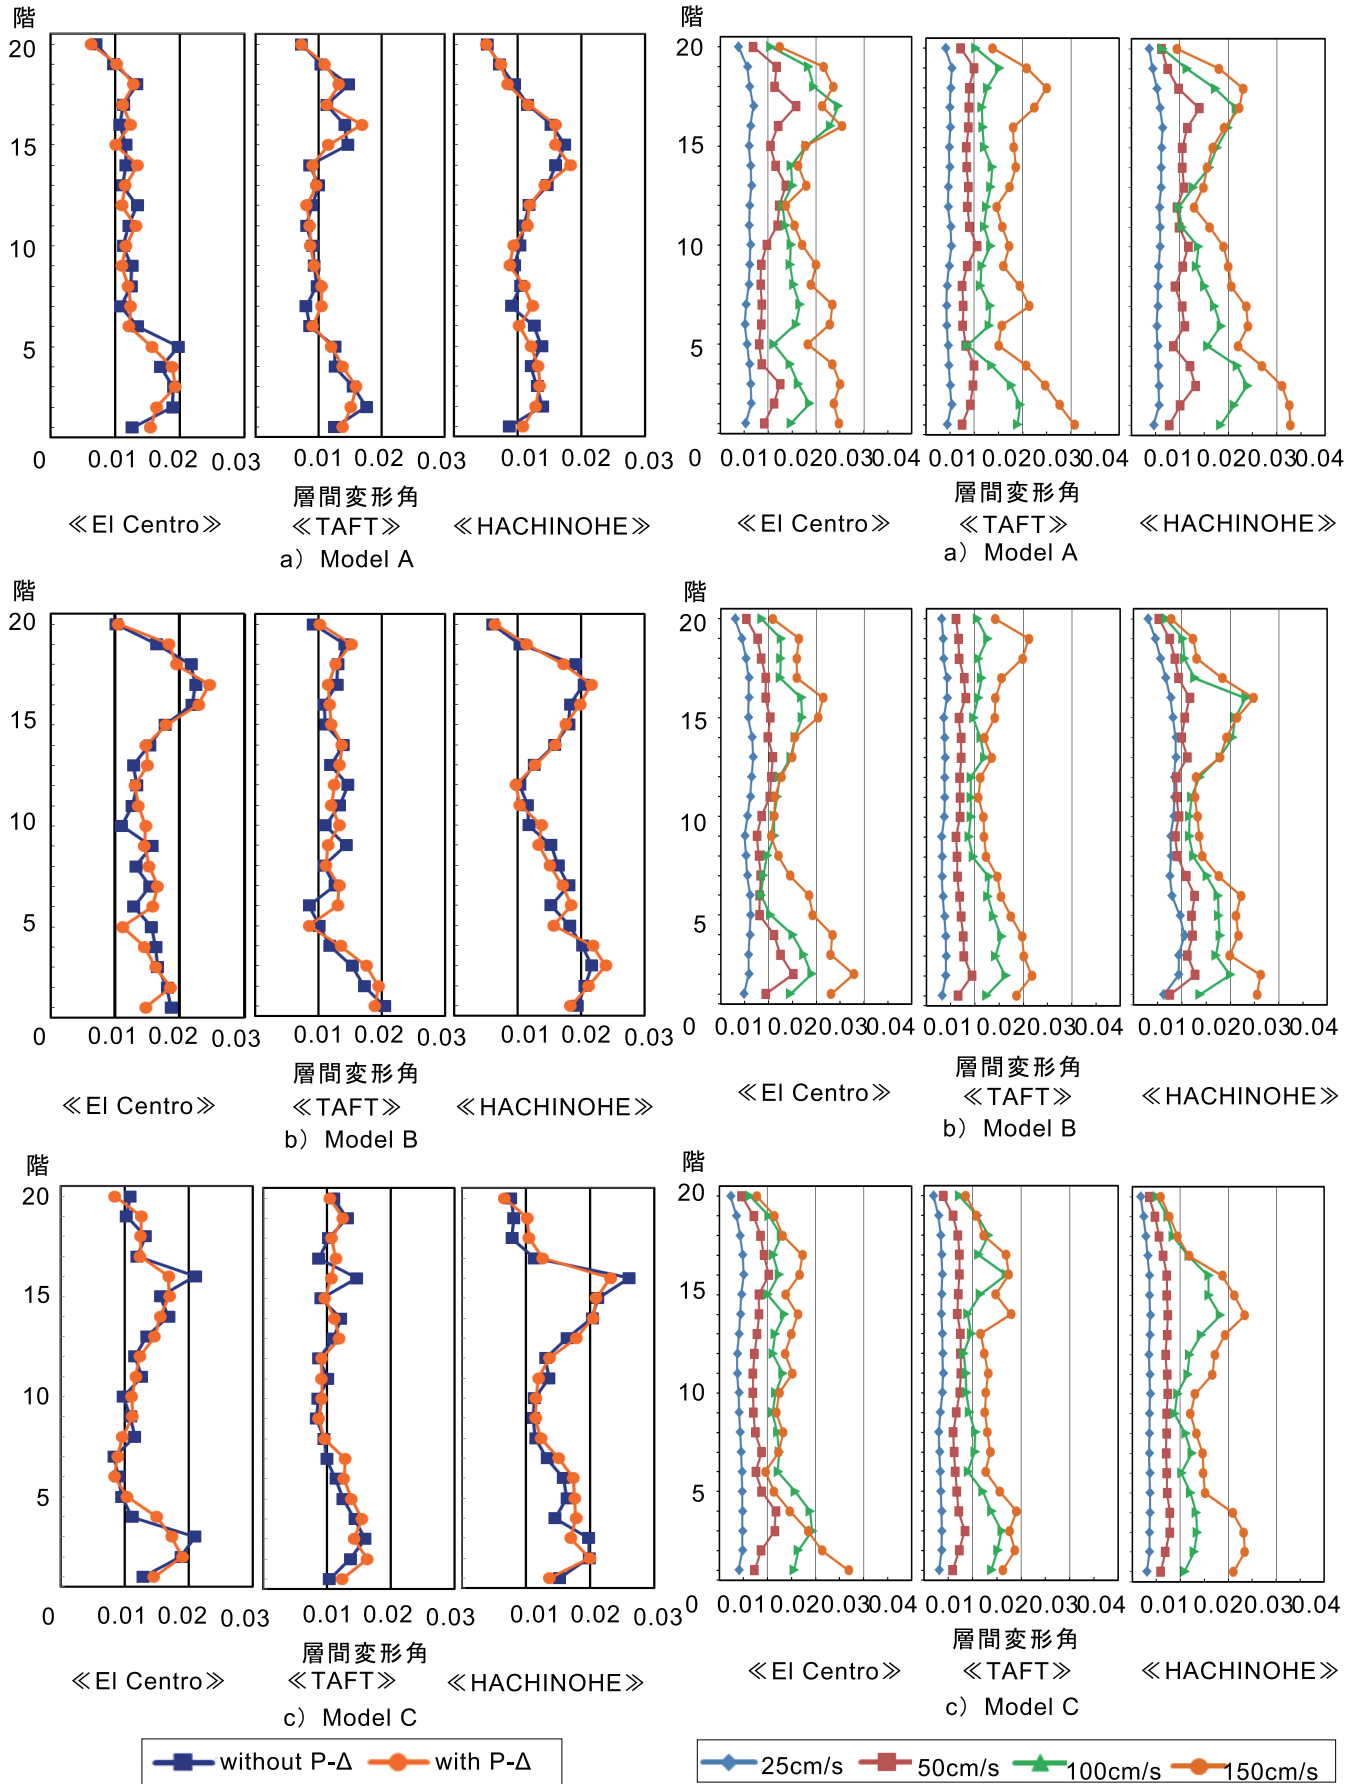 階
20
15
10
5
0 0.01 0.02 0.03
0.01 0.02 0.03
0.01 0.02 0.03
層間変形角
≪El Centro≫ ≪TAFT≫ ≪HACHINOHE≫
a) Model A
階
20
15
10
5
0 0.01 0.02 0.03 0.04
0.01 0.02 0.03 0.04
0.01 0.02 0.03 0.04
層間変形角
≪El Centro≫ ≪TAFT≫ ≪HACHINOHE≫
a) Model A
階
20
15
10
5
0 0.01 0.02 0.03
0.01 0.02 0.03
0.01 0.02 0.03
層間変形角
≪El Centro≫ ≪TAFT≫ ≪HACHINOHE≫
b) Model B
階
20
15
10
5
0 0.01 0.02 0.03 0.04
0.01 0.02 0.03 0.04
0.01 0.02 0.03 0.04
層間変形角
≪El Centro≫ ≪TAFT≫ ≪HACHINOHE≫
b) Model B
階
20
15
10
5
0 0.01 0.02 0.03
0.01 0.02 0.03
0.01 0.02 0.03
層間変形角
≪El Centro≫ ≪TAFT≫ ≪HACHINOHE≫
c) Model C
階
20
15
10
5
0 0.01 0.02 0.03 0.04
0.01 0.02 0.03 0.04
0.01 0.02 0.03 0.04
層間変形角
≪El Centro≫ ≪TAFT≫ ≪HACHINOHE≫
c) Model C
without P-Δ with P-Δ
25cm/s 50cm/s 100cm/s 150cm/s